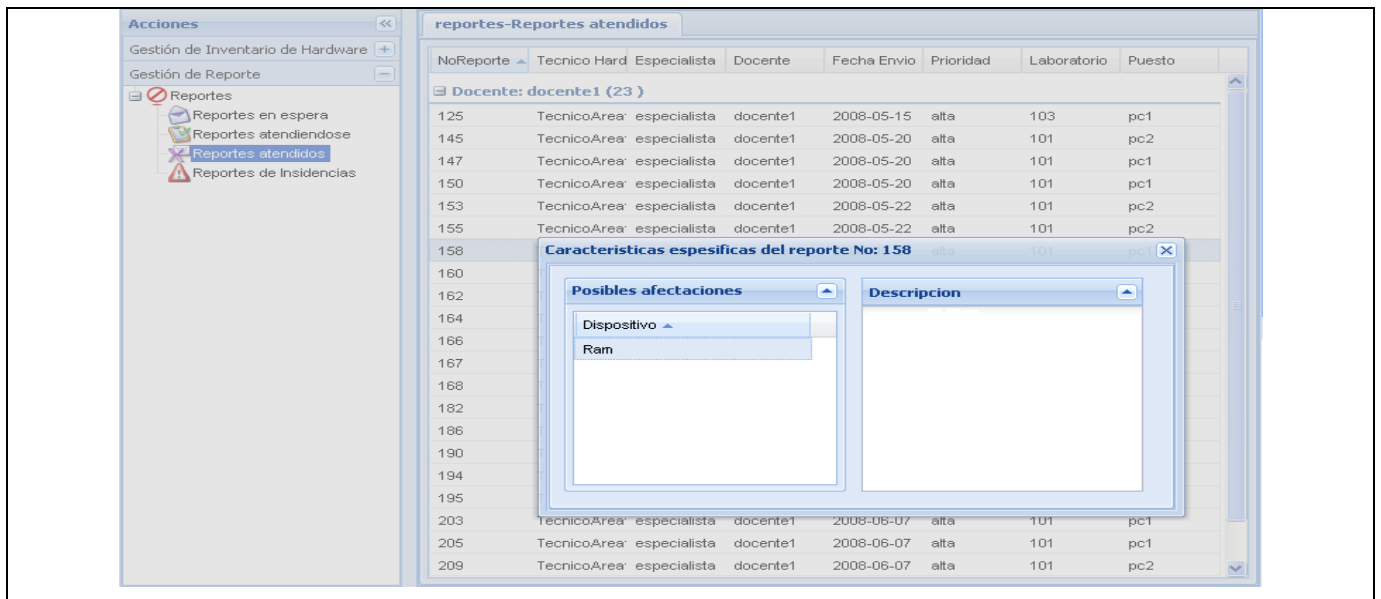 Acciones
Gestión de Inventario de Hardware
Gestión de Reporte
Reportes
Reportes en espera
Reportes atendiendose
Reportes atendidos
Reportes de Insidencias
reportes-Reportes atendidos
NoReporte Tecnico Hard Especialista Docente Fecha Envio Prioridad Laboratorio Puesto
Docente: docente1 (23 )
125 TecnicoArea especialista docente1 2008-05-15 alta 103 pc1
145 TecnicoArea especialista docente1 2008-05-20 alta 101 pc2
147 TecnicoArea especialista docente1 2008-05-20 alta 101 pc1
150 TecnicoArea especialista docente1 2008-05-20 alta 101 pc1
153 TecnicoArea especialista docente1 2008-05-22 alta 101 pc2
155 TecnicoArea especialista docente1 2008-05-22 alta 101 pc2
158 alta 101
160
162
164
166
167
168
182
186
190
194
195
203 TecnicoArea especialista docente1 2008-06-07 alta 101 pc1
205 TecnicoArea especialista docente1 2008-06-07 alta 101 pc1
209 TecnicoArea especialista docente1 2008-06-07 alta 101 pc2
Caracteristicas espesificas del reporte No: 158
Posibles afectaciones
Dispositivo
Ram
Descripcion